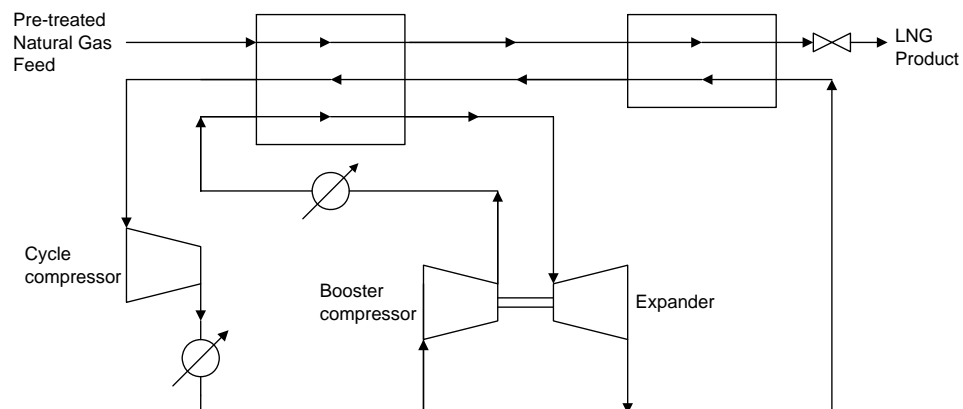 Pre-treated
Natural Gas
Feed
LNG
Product
Cycle
compressor
Booster
compressor
Expander